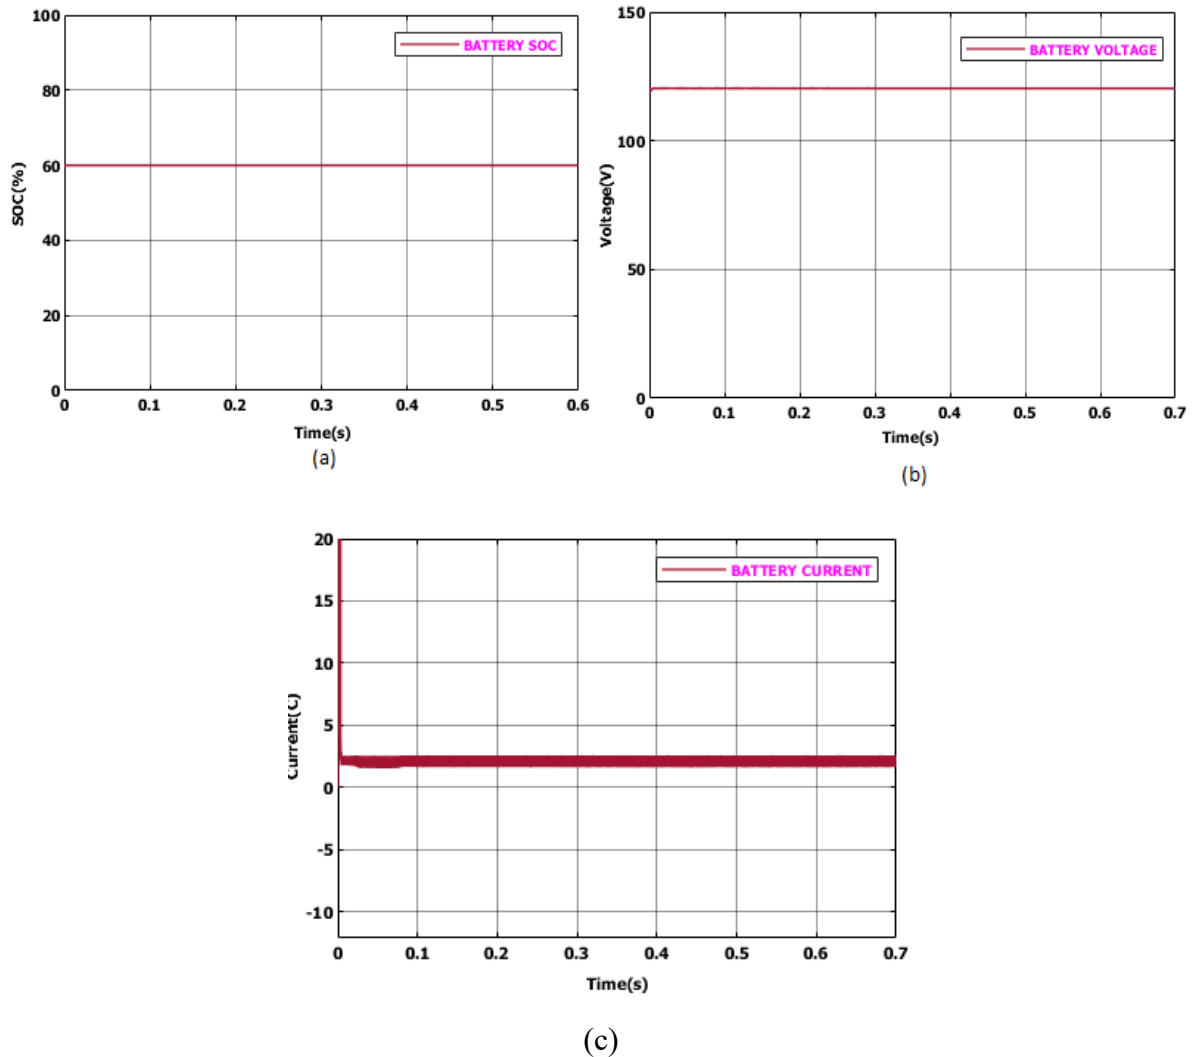 100
80
60
40
20
0
SOC(%)
BATTERY SOC
0 0.1 0.2 0.3 0.4 0.5 0.6
Time(s)
(a)
150
100
50
0
Voltage(V)
BATTERY VOLTAGE
0 0.1 0.2 0.3 0.4 0.5 0.6 0.7
Time(s)
(b)
20
15
10
5
0
-5
-10
Current(C)
BATTERY CURRENT
0 0.1 0.2 0.3 0.4 0.5 0.6 0.7
Time(s)
(c)